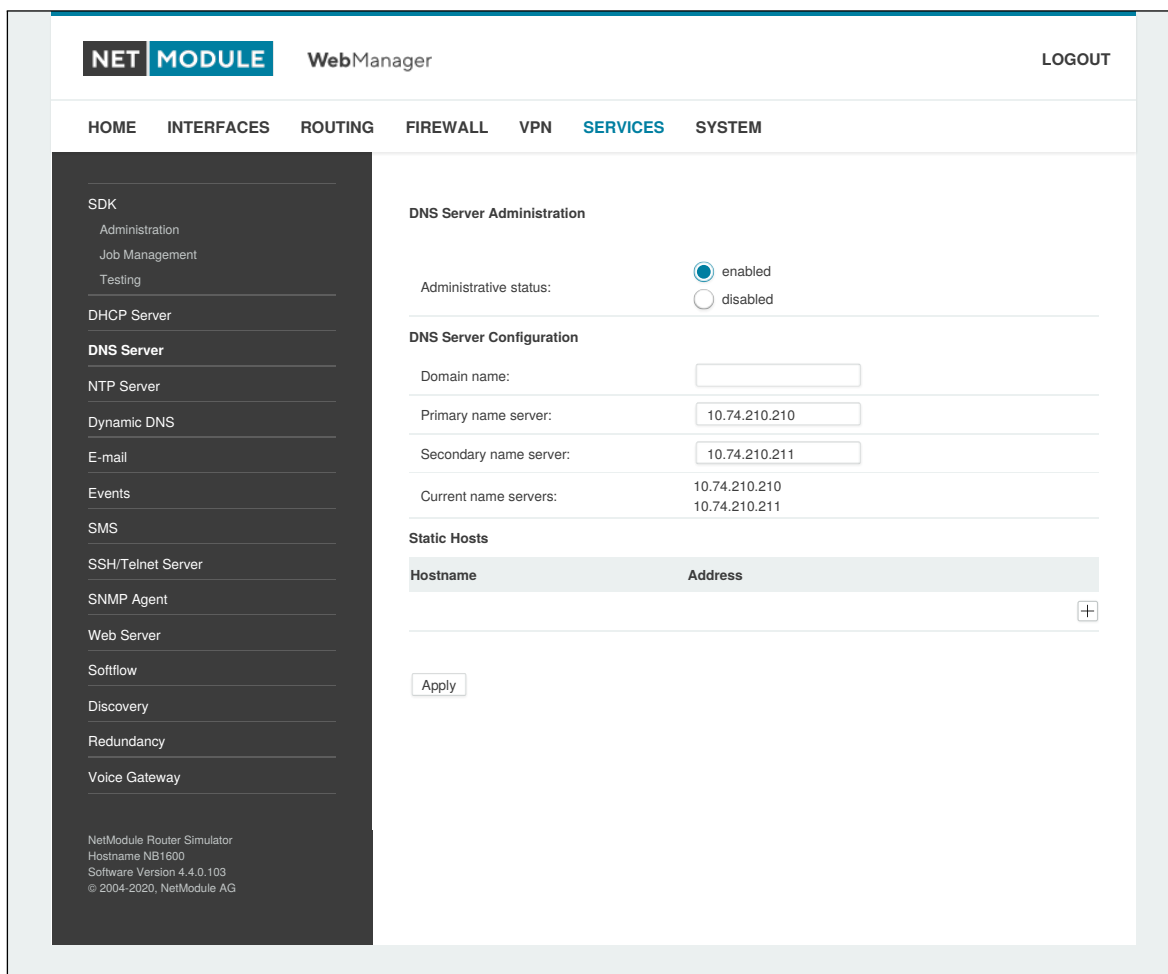 NET MODULE WebManager LOGOUT
HOME INTERFACES ROUTING FIREWALL VPN SERVICES SYSTEM
SDK
Administration
Job Management
Testing
DHCP Server
DNS Server
NTP Server
Dynamic DNS
E-mail
Events
SMS
SSH/Telnet Server
SNMP Agent
Web Server
Softflow
Discovery
Redundancy
Voice Gateway
NetModule Router Simulator
Hostname NB1600
Software Version 4.4.0.103
© 2004-2020, NetModule AG
DNS Server Administration
Administrative status:
enabled
disabled
DNS Server Configuration
Domain name:
Primary name server: 10.74.210.210
Secondary name server: 10.74.210.211
Current name servers:
10.74.210.210
10.74.210.211
Static Hosts
Hostname Address
Apply